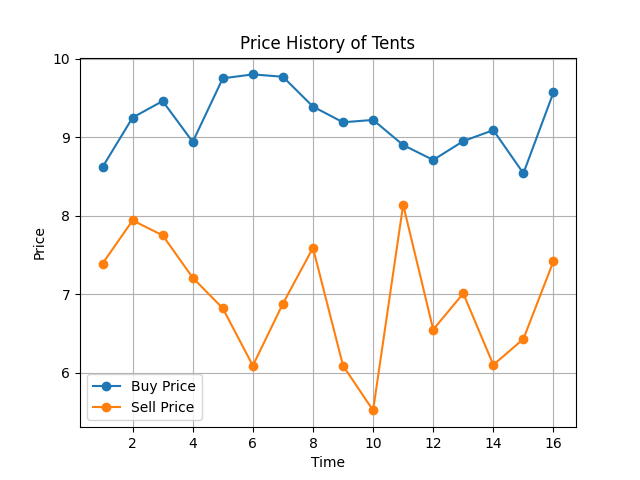 Price History of Tents
10
9
8
7
6
Price
Buy Price
Sell Price
2 4 6 8 10 12 14 16
Time